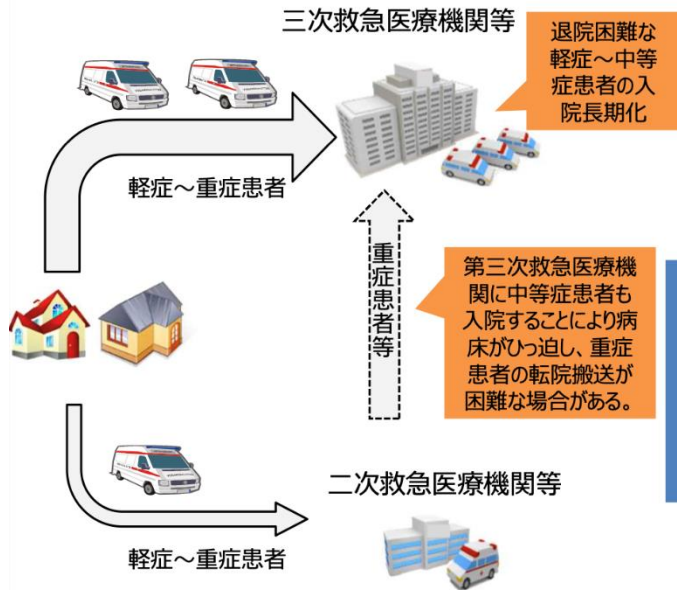 三次救急医療機関等
退院困難な
軽症～中等
症患者の入
院長期化
軽症～重症患者
重症患者等
第三次救急医療機
関に中等症患者も
入院することにより病
床がひっ迫し、重症
患者の転院搬送が
困難な場合がある。
二次救急医療機関等
軽症～重症患者